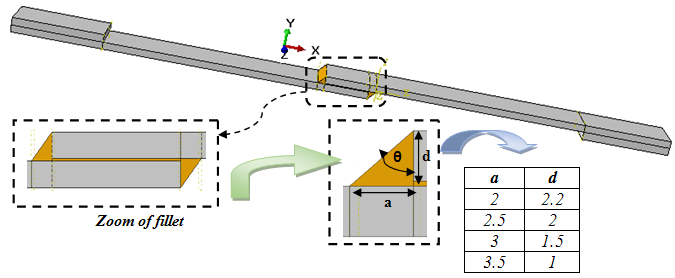 Y
X
Z
Zoom of fillet
θ
d
a
a d
2 2.2
2.5 2
3 1.5
3.5 1